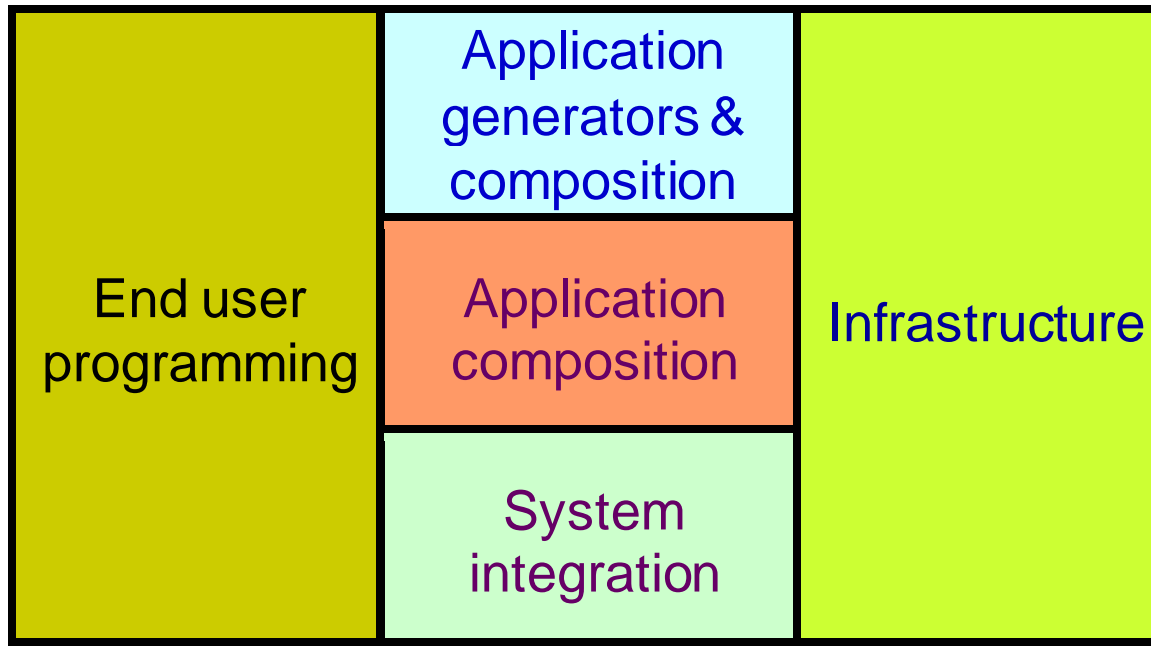 End user
programming
Application
generators &
composition
Application
composition
System
integration
Infrastructure